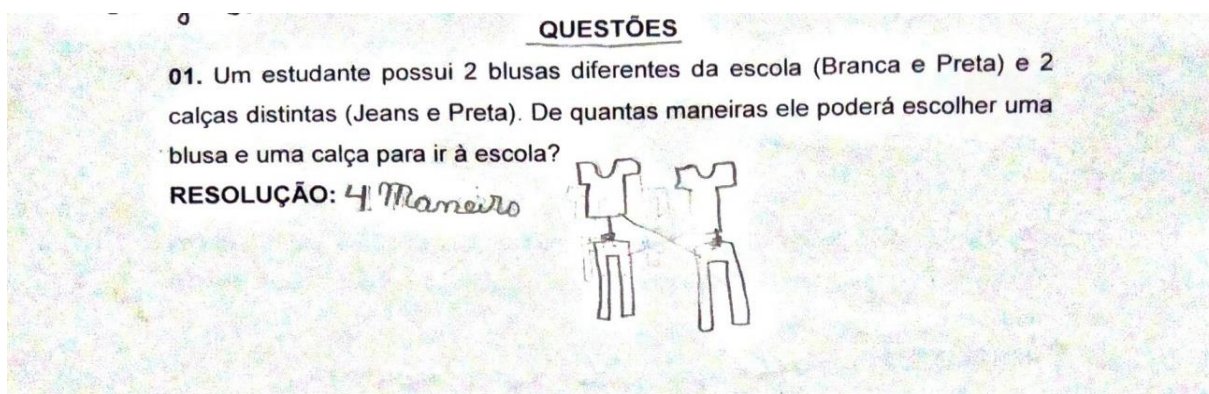 QUESTÕES
01. Um estudante possui 2 blusas diferentes da escola (Branca e Preta) e 2
calças distintas (Jeans e Preta). De quantas maneiras ele poderá escolher uma
blusa e uma calça para ir à escola?
RESOLUÇÃO: 4 Maneiro